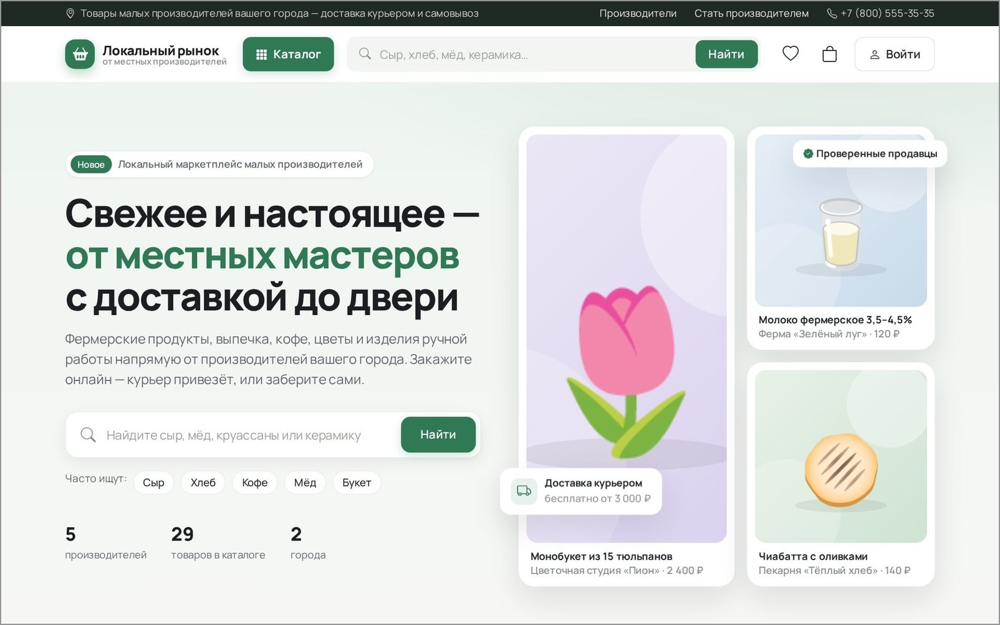 Товары малых производителей вашего города — доставка курьером и самовывоз
Производители
Стать производителем
+7 (800) 555-35-35
Локальный рынок
от местных производителей
Каталог
Сыр, хлеб, мёд, керамика...
Найти
Войти
Новое
Локальный маркетплейс малых производителей
Свежее и настоящее —
от местных мастеров
с доставкой до двери
Фермерские продукты, выпечка, кофе, цветы и изделия ручной
работы напрямую от производителей вашего города. Закажите
онлайн — курьер привезёт, или заберите сами.
Найдите сыр, мёд, круассаны или керамику
Найти
Часто ищут:
Сыр
Хлеб
Кофе
Мёд
Букет
5
производителей
29
товаров в каталоге
2
города
Доставка курьером
бесплатно от 3 000 ₽
Монобукет из 15 тюльпанов
Цветочная студия «Пион» · 2 400 ₽
Проверенные продавцы
Молоко фермерское 3,5–4,5%
Ферма «Зелёный луг» · 120 ₽
Чиабатта с оливками
Пекарня «Тёплый хлеб» · 140 ₽